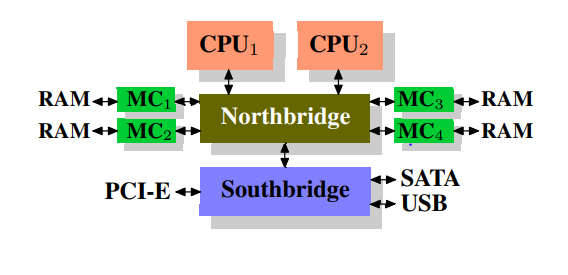 CPU₁ CPU₂
RAM MC₁ MC₃ RAM
Northbridge
RAM MC₂ MC₄ RAM
PCI-E Southbridge SATA
USB